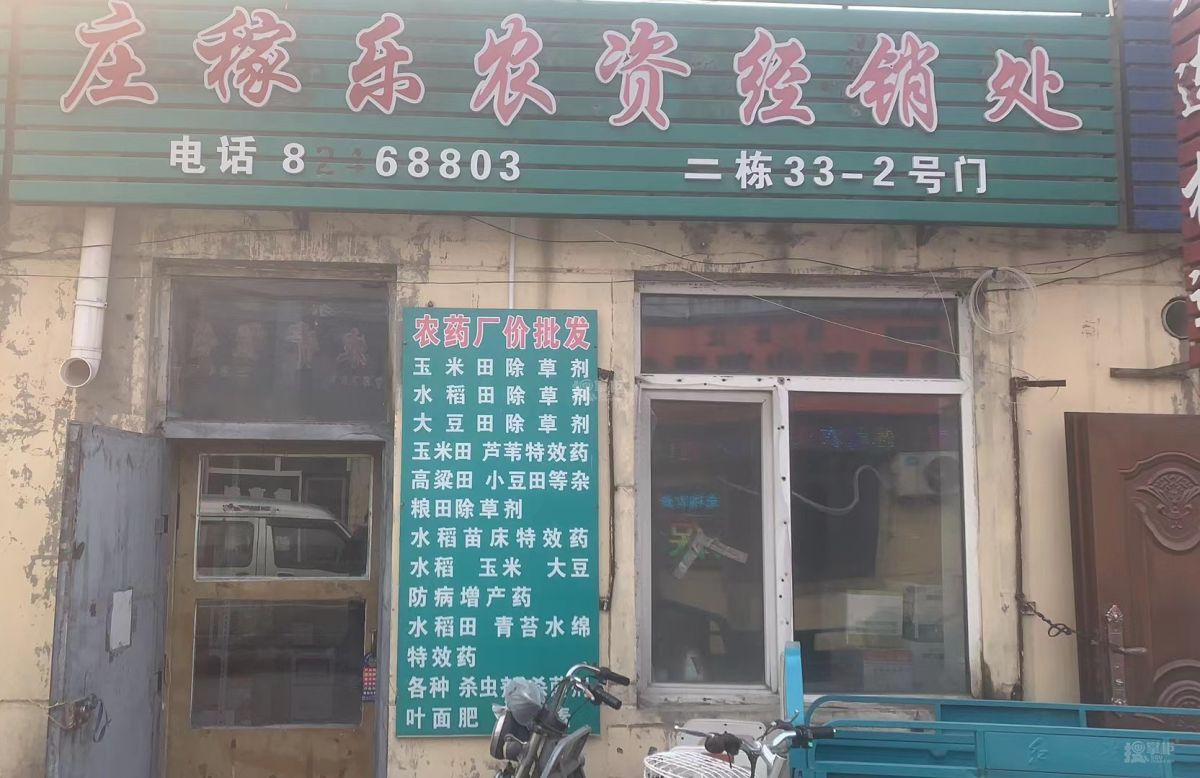 庄稼乐农资经销处
电话 82468803 二栋33-2号门
农药厂价批发
玉米田除草剂
水稻田除草剂
大豆田除草剂
玉米田 芦苇特效药
高粱田 小豆田等杂
粮田除草剂
水稻苗床特效药
水稻 玉米 大豆
防病增产药
水稻田 青苔水绵
特效药
各种 杀虫
叶面肥